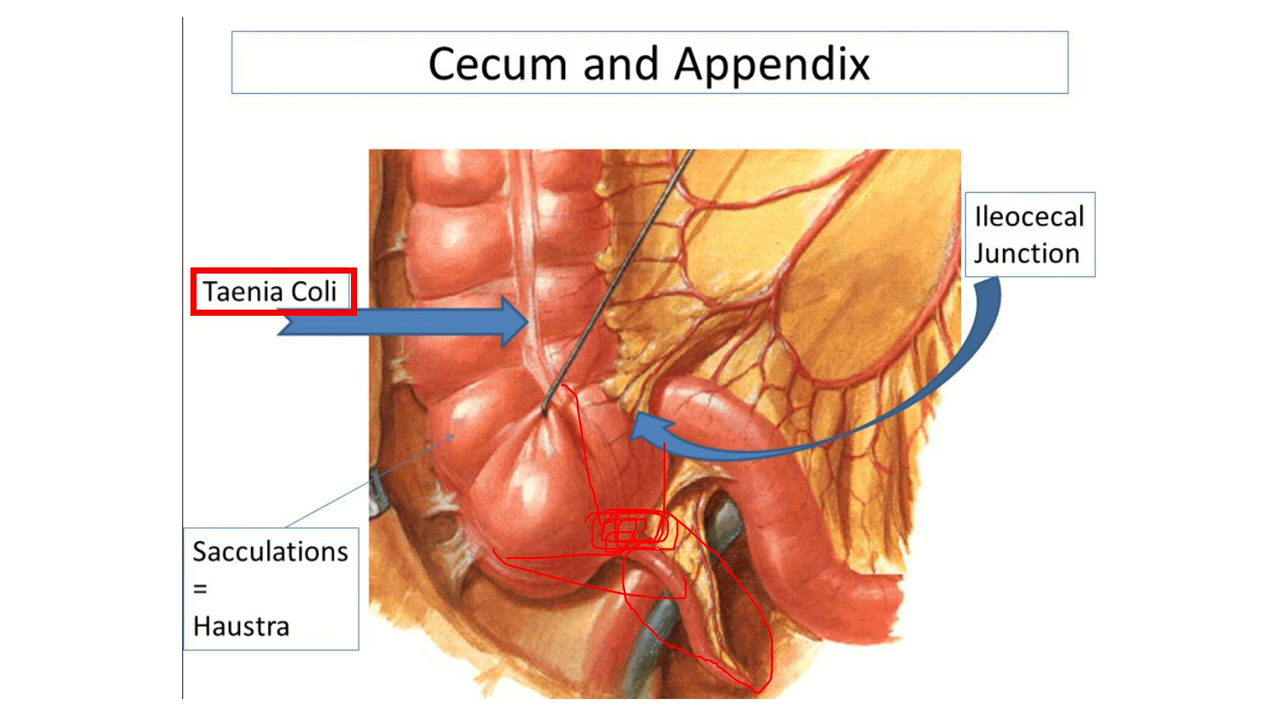 Cecum and Appendix
Ileocecal
Junction
Taenia Coli
Sacculations
=
Haustra